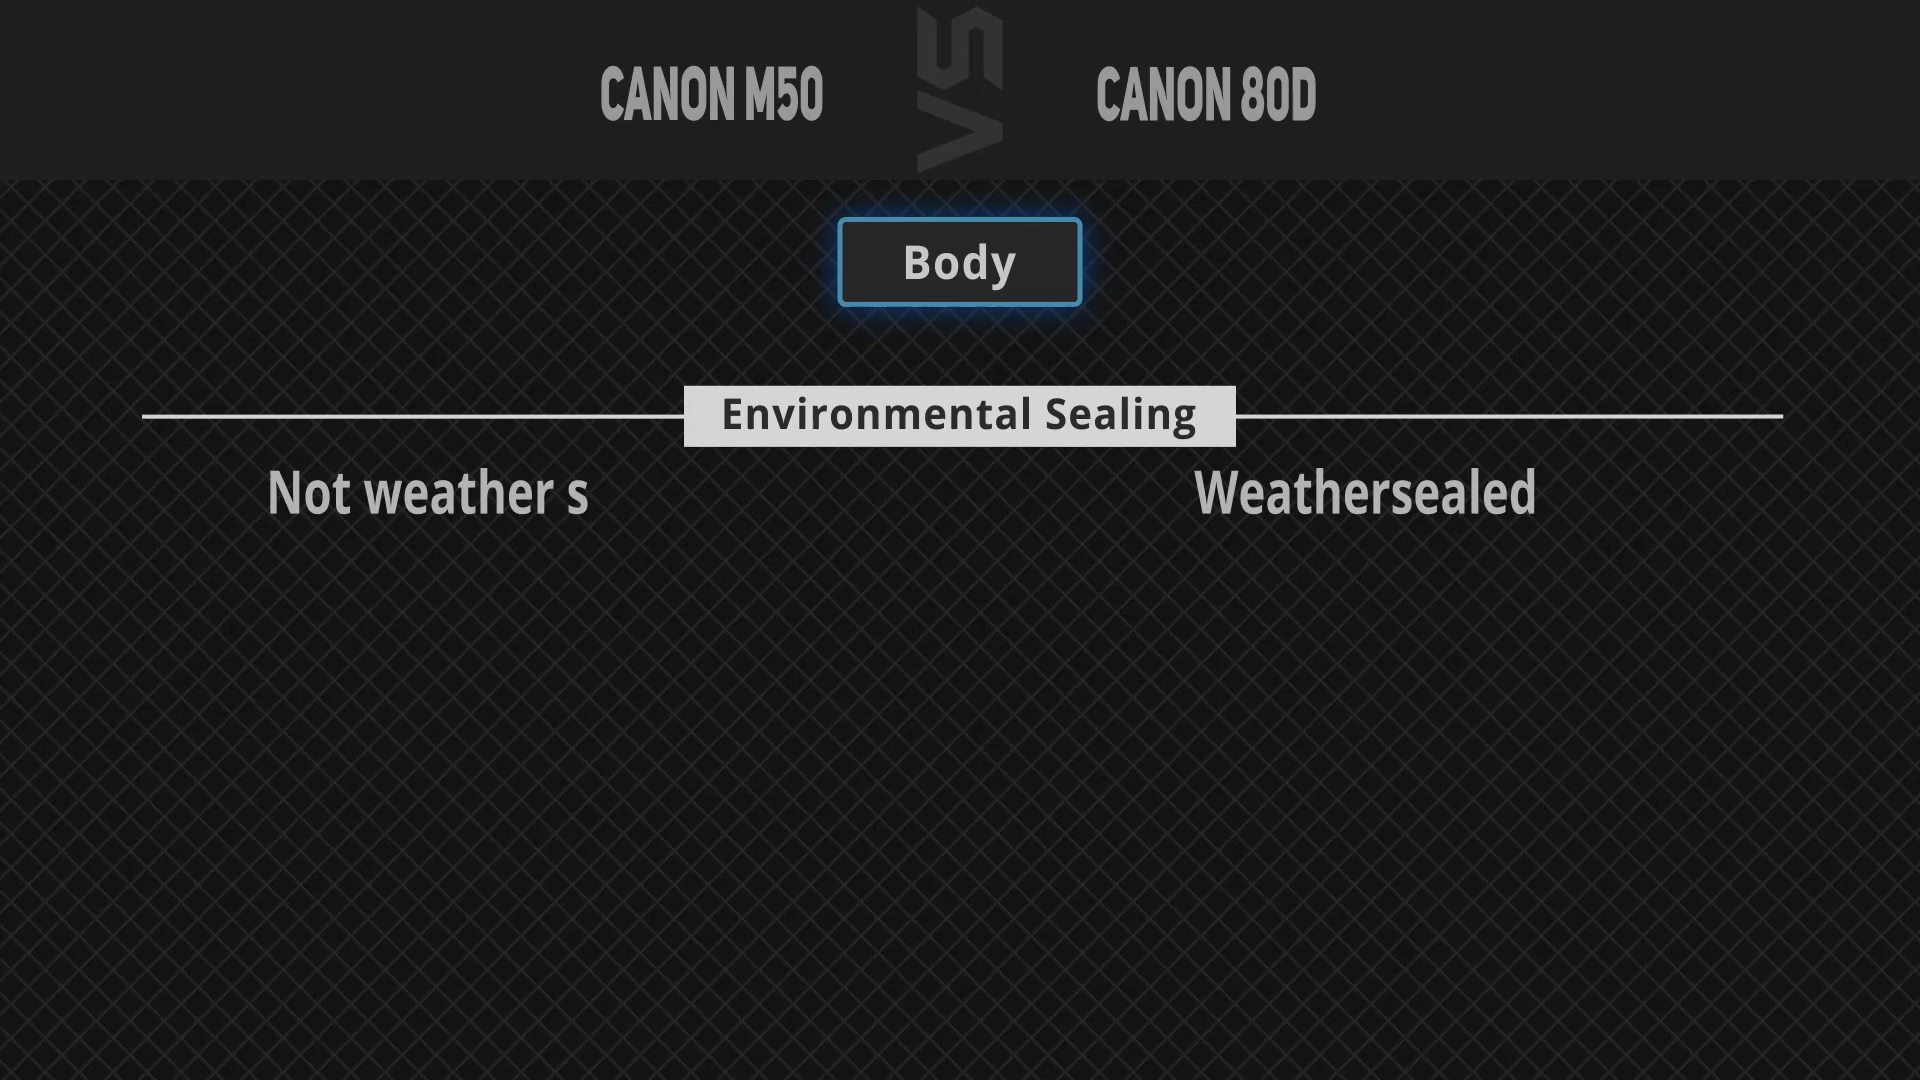 CANON M50
VS
CANON 80D
Body
Environmental Sealing
Not weather s
Weathersealed